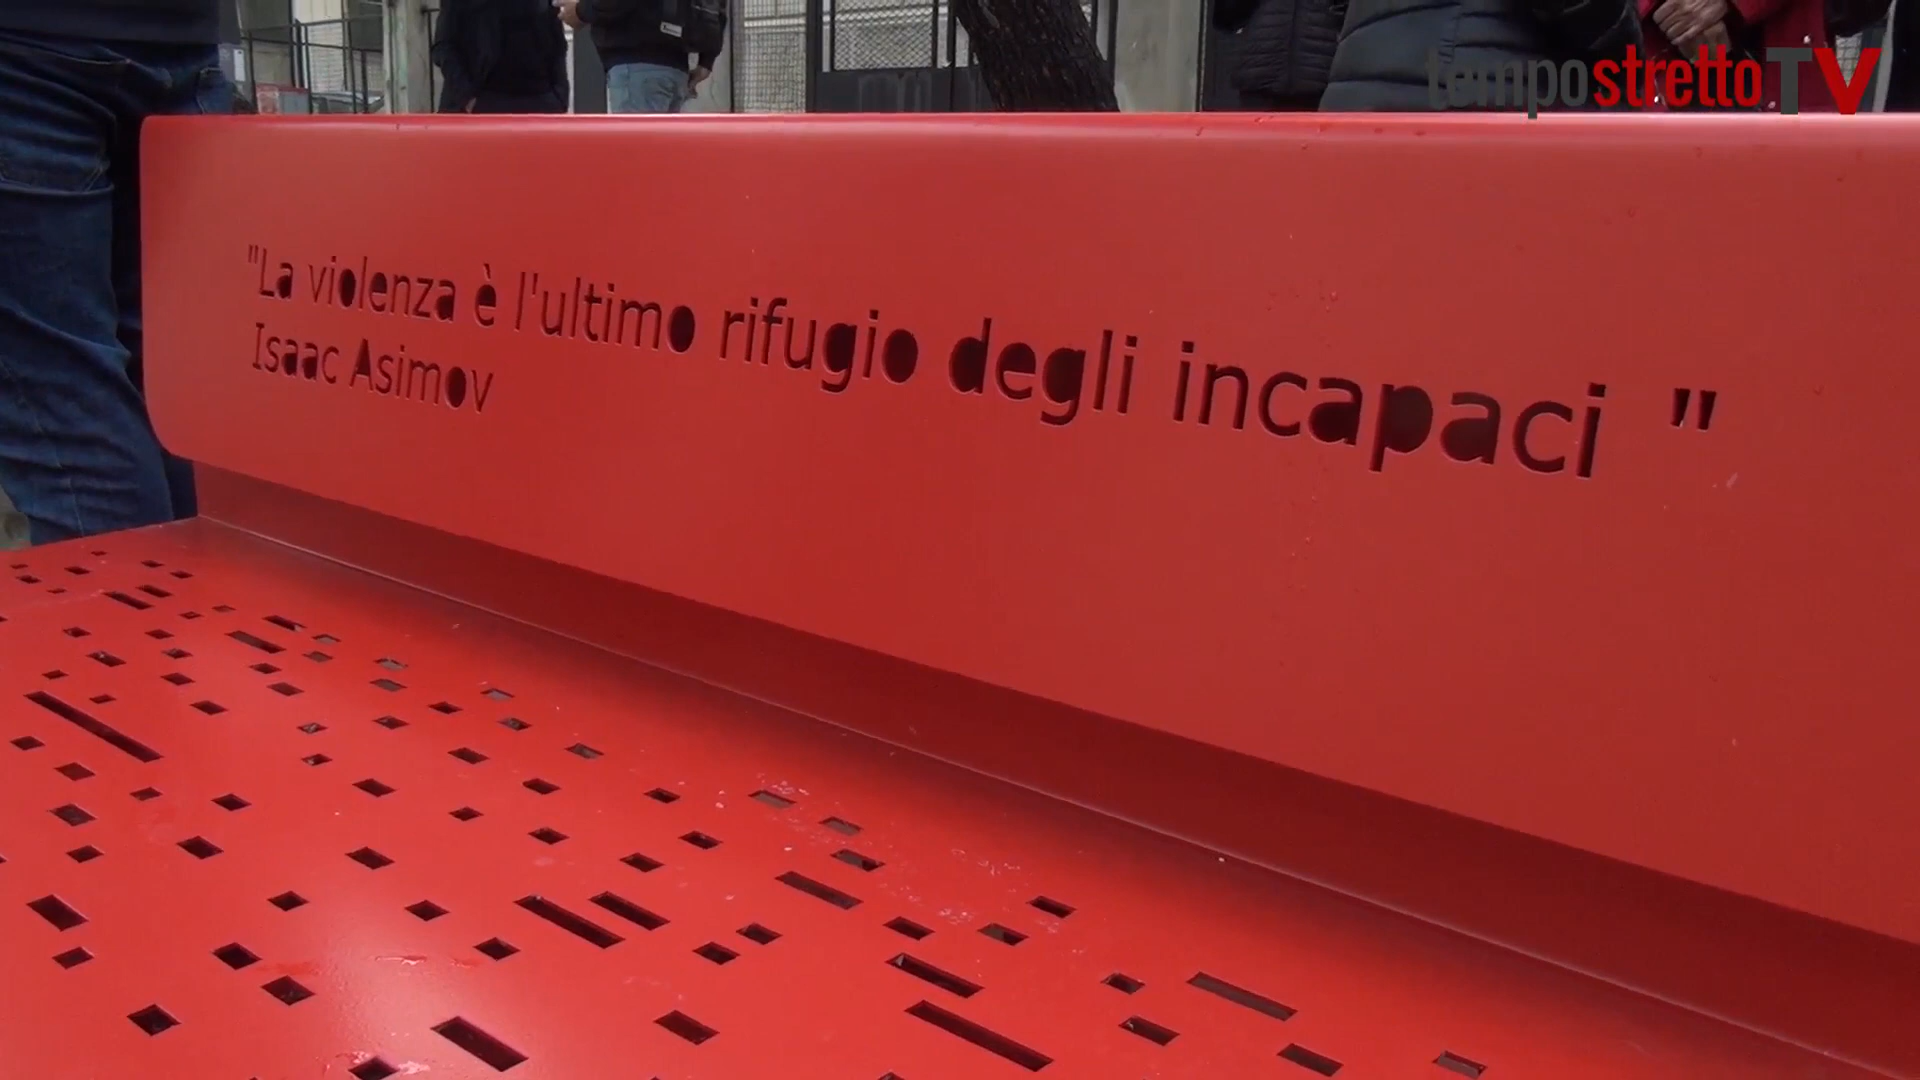 tempostrettoTV
"La violenza è l'ultimo rifugio degli incapaci "
Isaac Asimov